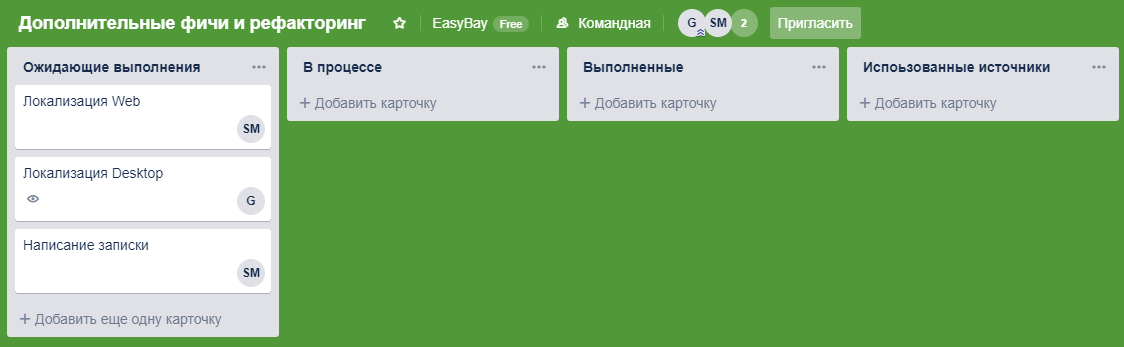 Дополнительные фичи и рефакторинг EasyBay Free Командная G SM 2 Пригласить
Ожидающие выполнения
Локализация Web
SM
Локализация Desktop
G
Написание записки
SM
+ Добавить еще одну карточку
В процессе
+ Добавить карточку
Выполненные
+ Добавить карточку
Испоьзованные источники
+ Добавить карточку